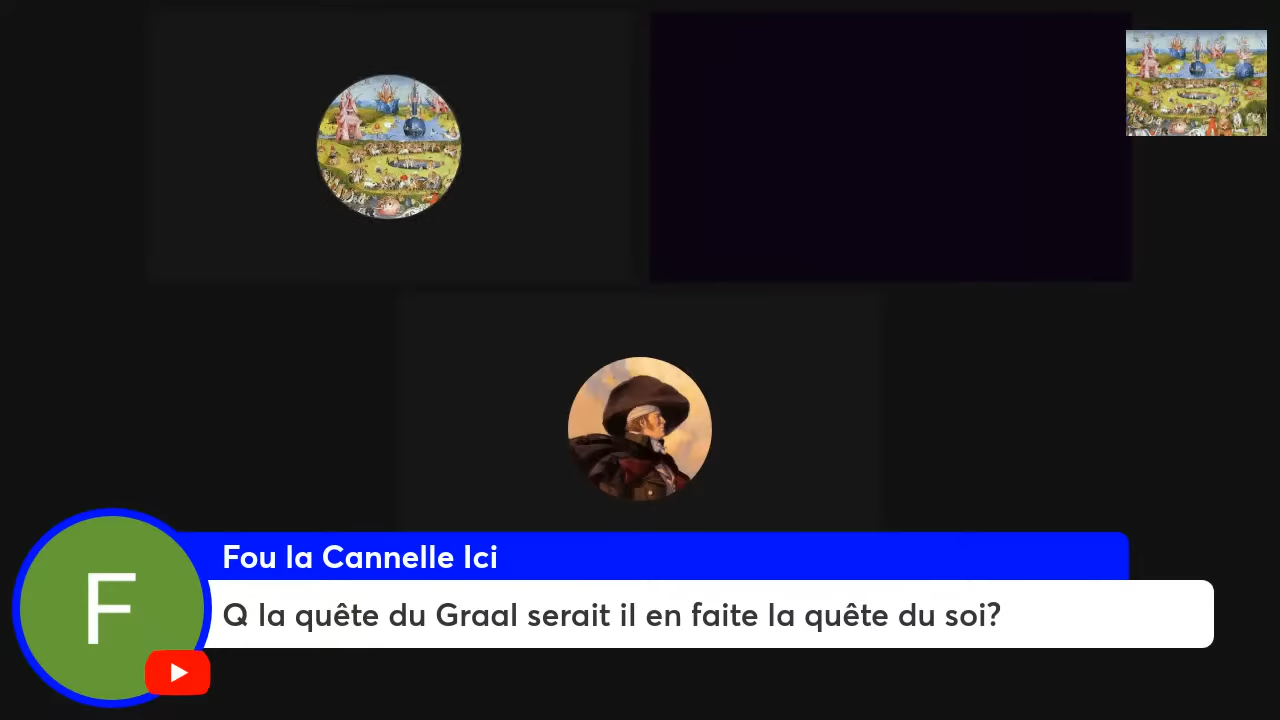 Fou la Cannelle Ici
F
Q la quête du Graal serait il en faite la quête du soi?